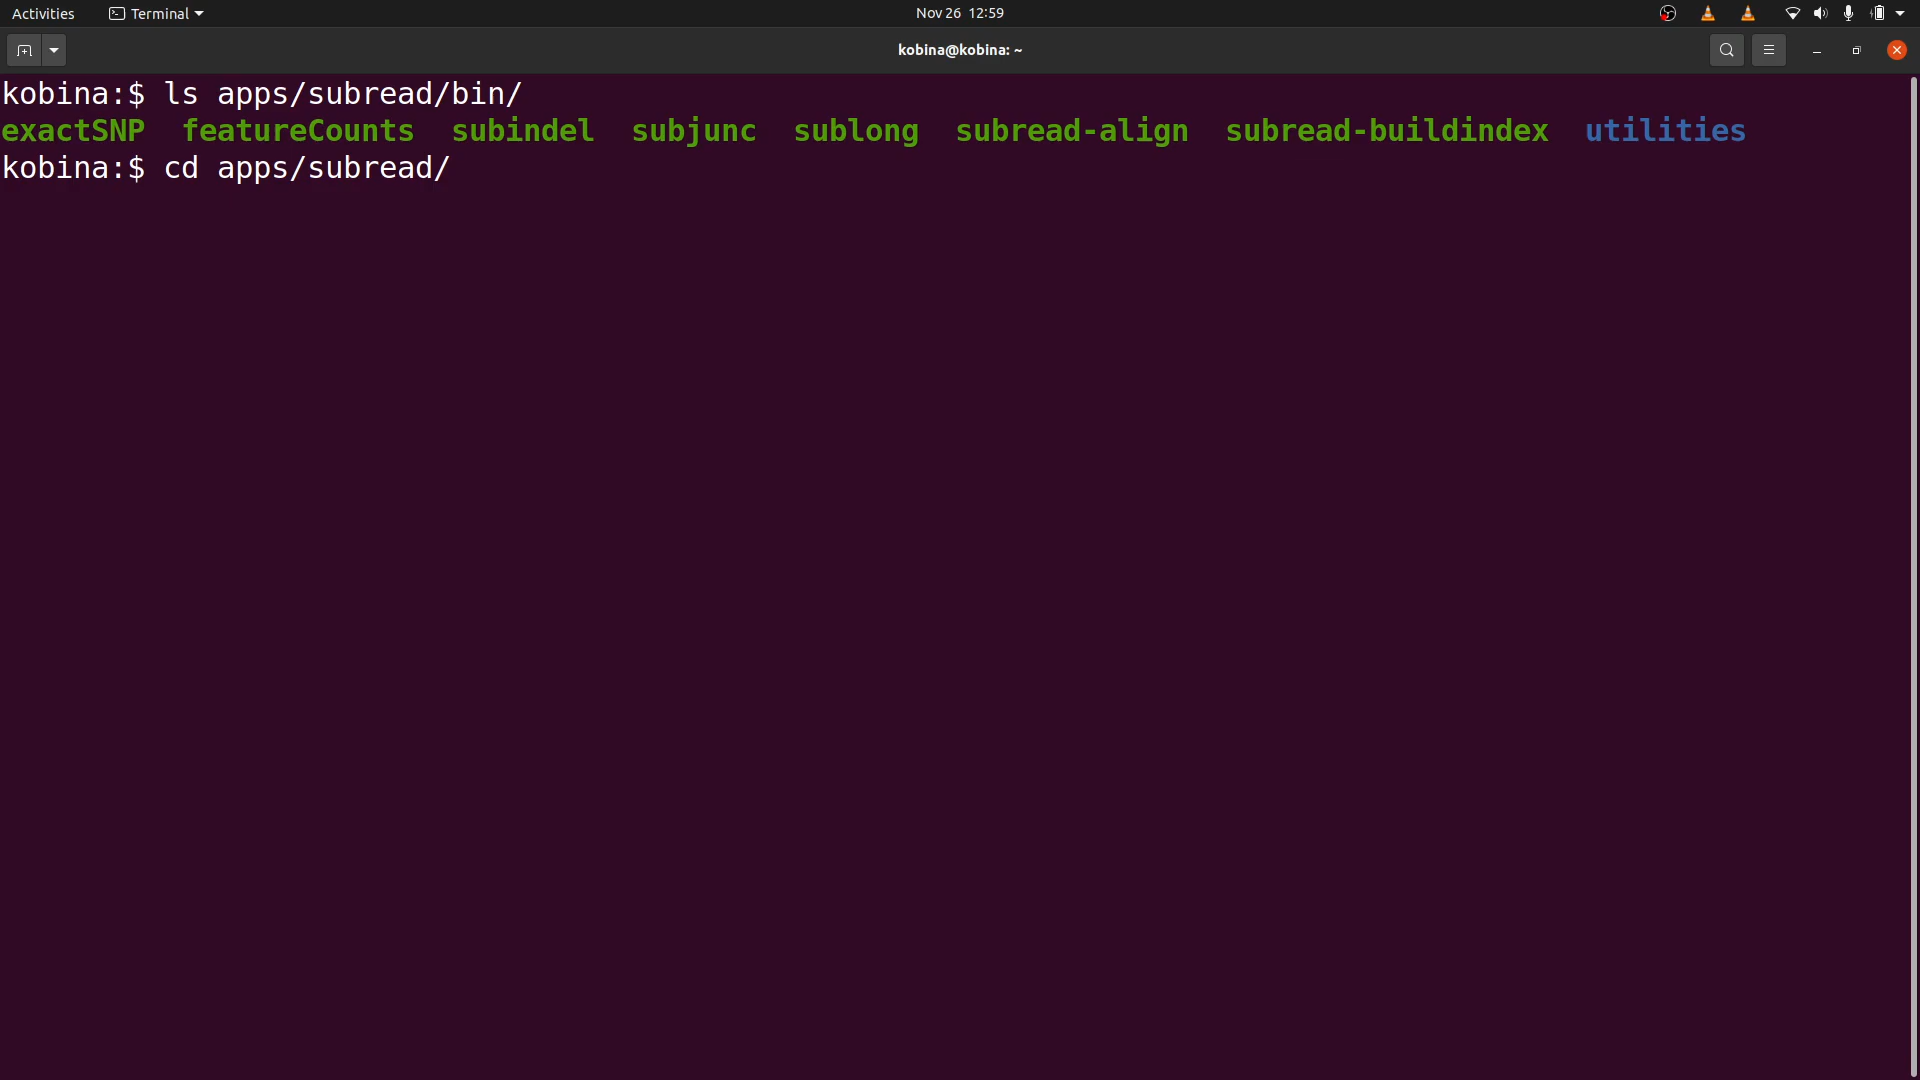 Activities Terminal Nov 26 12:59
kobina@kobina: ~
kobina:$ ls apps/subread/bin/
exactSNP featureCounts subindel subjunc sublong subread-align subread-buildindex utilities
kobina:$ cd apps/subread/